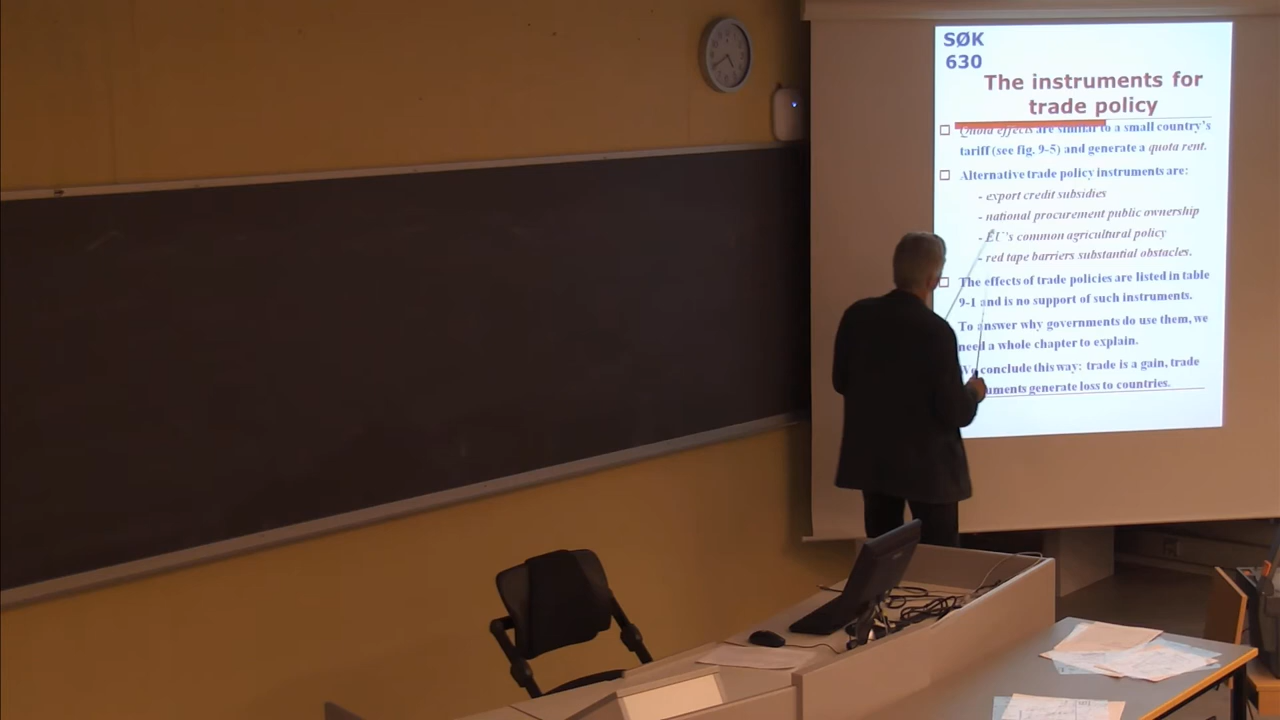 SØK
630
The instruments for
trade policy
Quota effects are similar to a small country's
tariff (see fig. 9-5) and generate a quota rent.
Alternative trade policy instruments are:
- export credit subsidies
- national procurement public ownership
- EU's common agricultural policy
- red tape barriers substantial obstacles.
The effects of trade policies are listed in table
9-1 and is no support of such instruments.
To answer why governments do use them, we
need a whole chapter to explain.
We conclude this way: trade is a gain, trade
uments generate loss to countries.